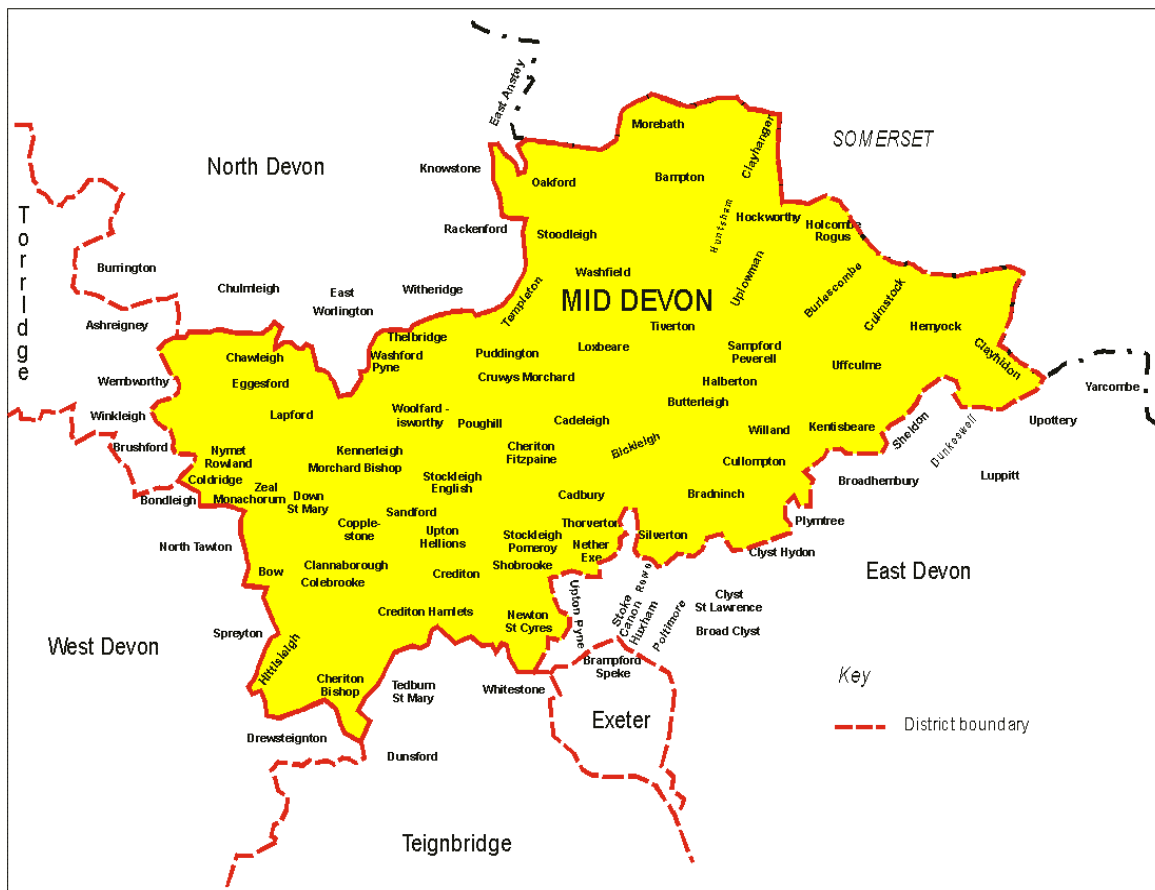 East Anstey
Morebath
Clayhanger
SOMERSET
North Devon
Knowstone
Oakford
Bampton
Torrldge
Huntsham
Hockworthy
Holcombe
Rogus
Rackenford
Stoodleigh
Burrington
Washfield
Uplowman
Burlescombe
Culmstock
Chulmleigh
East
Worlington
Witheridge
Templeton
MID DEVON
Ashreigney
Thelbridge
Tiverton
Hemyock
Chawleigh
Washford
Pyne
Puddington
Loxbeare
Sampford
Peverell
Uffculme
Clayhidon
Wembworthy
Eggesford
Cruwys Morchard
Halberton
Yarcombe
Winkleigh
Lapford
Woolfard -
isworthy
Poughill
Cadeleigh
Butterleigh
Willand
Kentisbeare
Sheldon
Dunkeswell
Upottery
Brushford
Nymet
Rowland
Kennerleigh
Cheriton
Fitzpaine
Bickleigh
Cullompton
Morchard Bishop
Coldridge
Stockleigh
English
Broadhembury
Luppitt
Bondleigh
Zeal
Monachorum
Down
St Mary
Cadbury
Bradninch
Sandford
Copple-
stone
Upton
Hellions
Stockleigh
Pomeroy
Thorverton
Silverton
Plymtree
North Tawton
Nether
Exe
Clyst Hydon
Bow
Clannaborough
Colebrooke
Crediton
Shobrooke
East Devon
Upton Pyne
Rewe
Stoke
Canon
Huxham
Poltimore
Clyst
St Lawrence
Crediton Hamlets
Newton
St Cyres
Broad Clyst
West Devon
Spreyton
Hittisleigh
Brampford
Speke
Cheriton
Bishop
Tedburn
St Mary
Whitestone
Key
Exeter
District boundary
Drewsteignton
Dunsford
Teignbridge